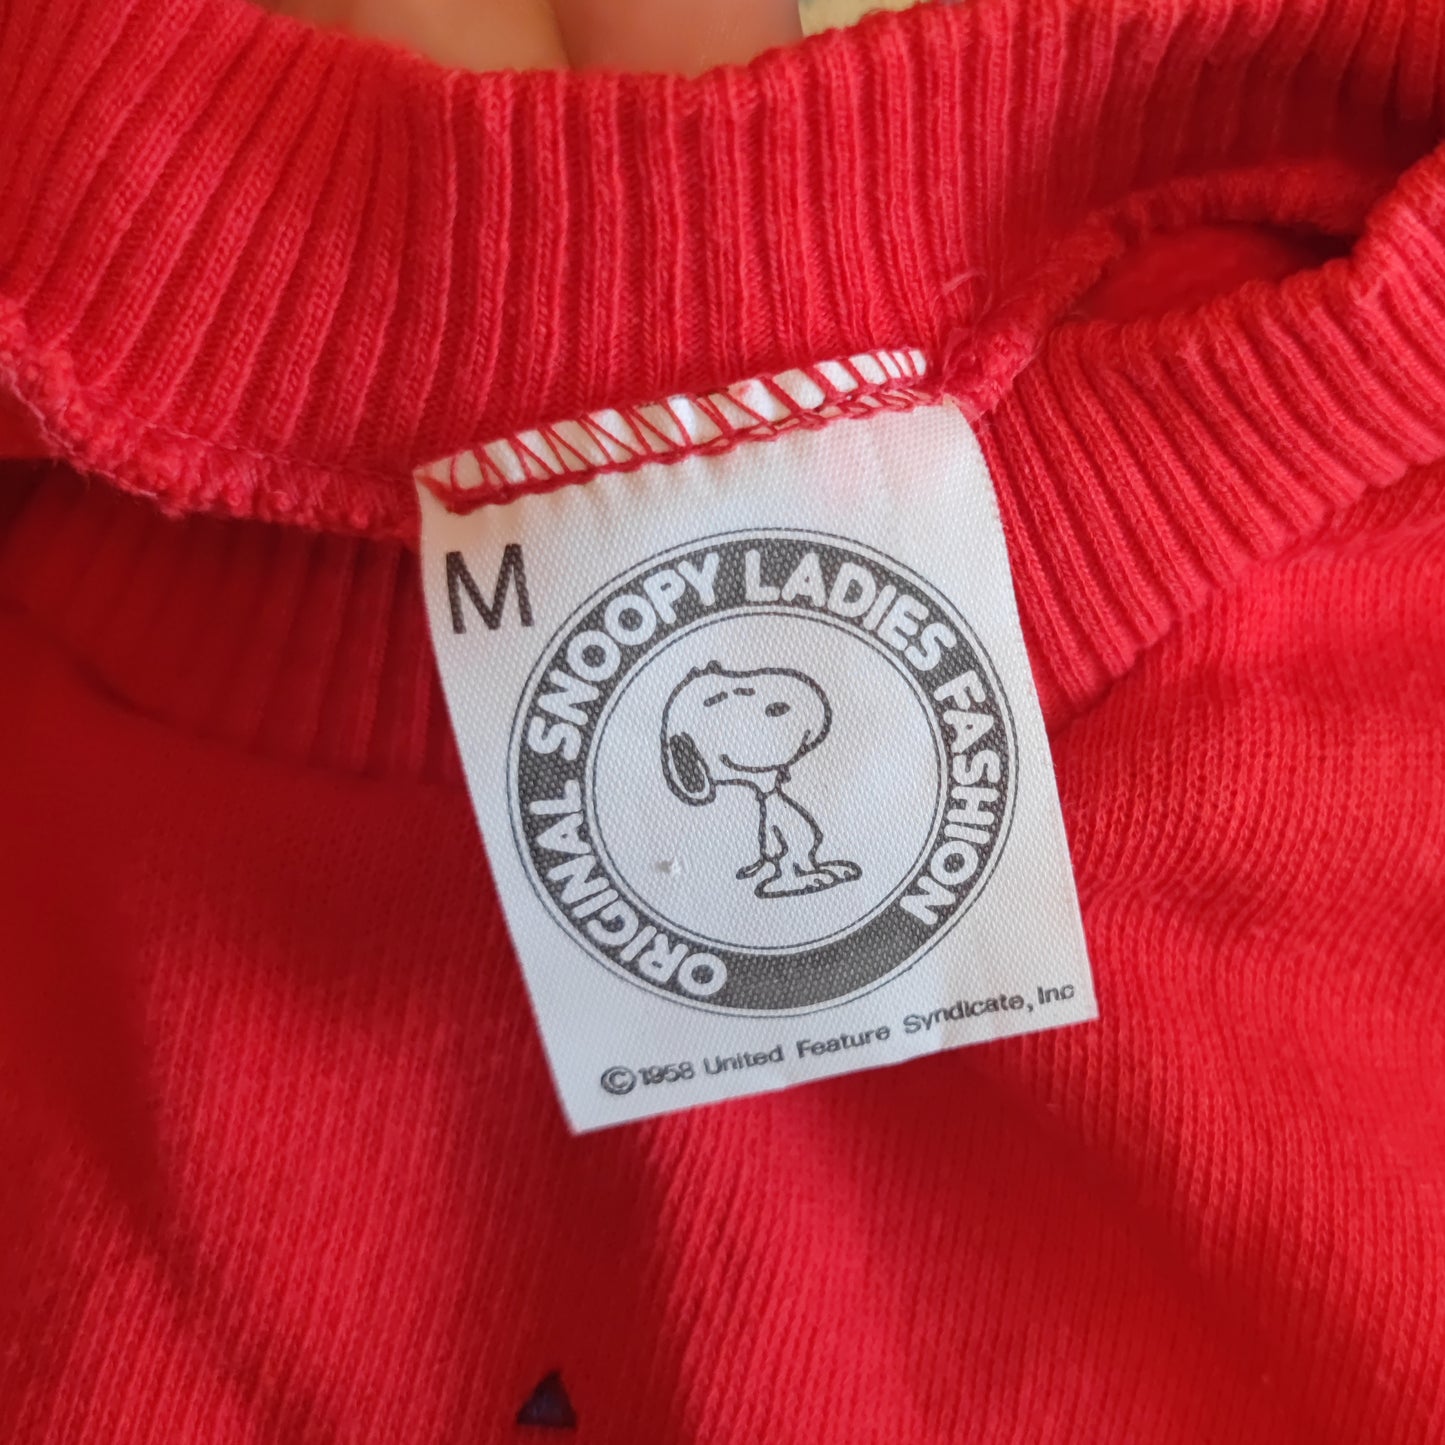 M
ORIGINAL SNOOPY LADIES FASHION
©1958 United Feature Syndicate, Inc